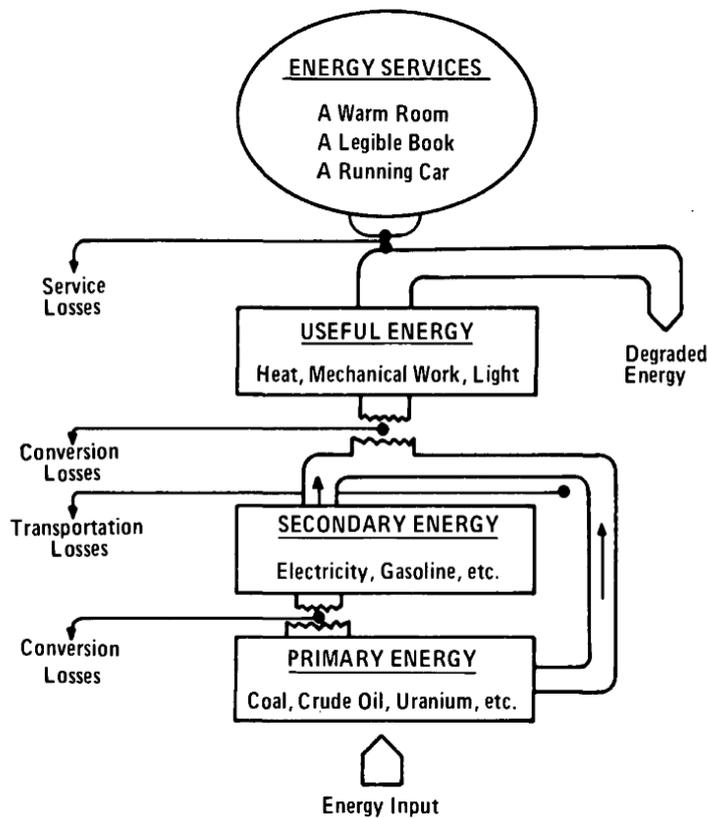 ENERGY SERVICES
A Warm Room
A Legible Book
A Running Car
Service
Losses
USEFUL ENERGY
Heat, Mechanical Work, Light
Degraded
Energy
Conversion
Losses
Transportation
Losses
SECONDARY ENERGY
Electricity, Gasoline, etc.
Conversion
Losses
PRIMARY ENERGY
Coal, Crude Oil, Uranium, etc.
Energy Input